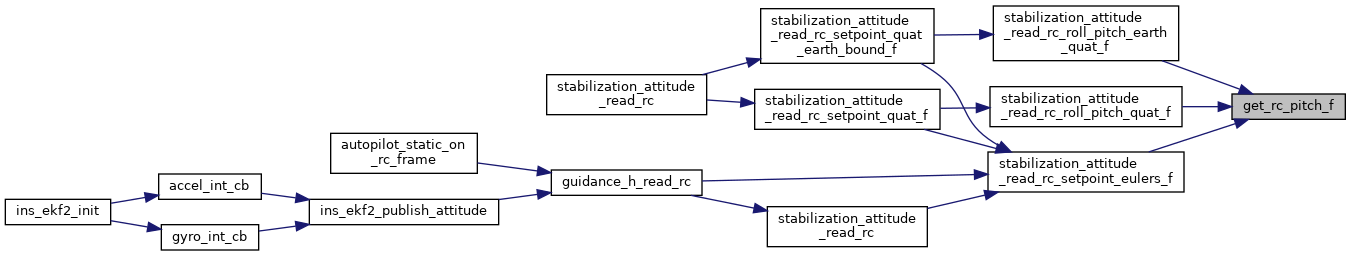 stabilization_attitude
_read_rc_setpoint_quat
_earth_bound_f
stabilization_attitude
_read_rc_roll_pitch_earth
_quat_f
stabilization_attitude
_read_rc
stabilization_attitude
_read_rc_setpoint_quat_f
stabilization_attitude
_read_rc_roll_pitch_quat_f
get_rc_pitch_f
autopilot_static_on
_rc_frame
stabilization_attitude
_read_rc_setpoint_eulers_f
accel_int_cb
guidance_h_read_rc
ins_ekf2_init
ins_ekf2_publish_attitude
stabilization_attitude
_read_rc
gyro_int_cb